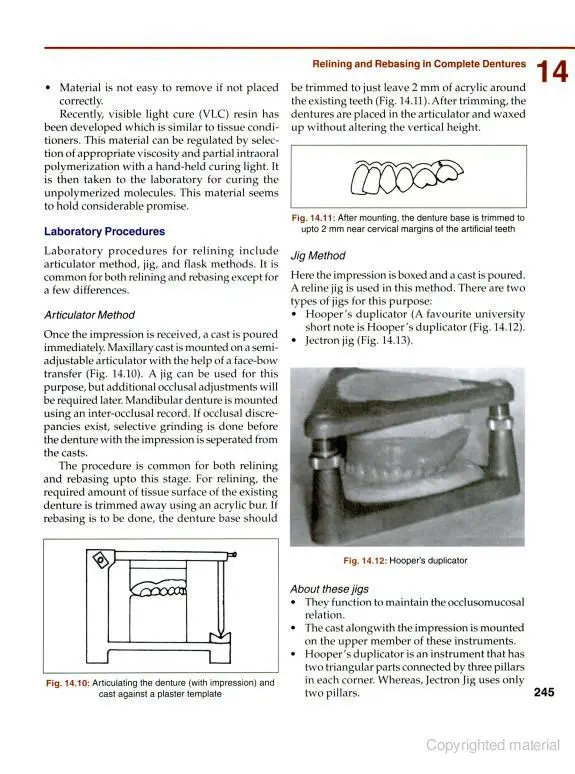 Relining and Rebasing in Complete Dentures
14
• Material is not easy to remove if not placed
correctly.
Recently, visible light cure (VLC) resin has
been developed which is similar to tissue condi-
tioners. This material can be regulated by selec-
tion of appropriate viscosity and partial intraoral
polymerization with a hand-held curing light. It
is then taken to the laboratory for curing the
unpolymerized molecules. This material seems
to hold considerable promise.
Laboratory Procedures
Laboratory procedures for relining include
articulator method, jig, and flask methods. It is
common for both relining and rebasing except for
a few differences.
Articulator Method
Once the impression is received, a cast is poured
immediately. Maxillary cast is mounted on a semi-
adjustable articulator with the help of a face-bow
transfer (Fig. 14.10). A jig can be used for this
purpose, but additional occlusal adjustments will
be required later. Mandibular denture is mounted
using an inter-occlusal record. If occlusal discre-
pancies exist, selective grinding is done before
the denture with the impression is seperated from
the casts.
The procedure is common for both relining
and rebasing upto this stage. For relining, the
required amount of tissue surface of the existing
denture is trimmed away using an acrylic bur. If
rebasing is to be done, the denture base should
Fig. 14.10: Articulating the denture (with impression) and
cast against a plaster template
be trimmed to just leave 2 mm of acrylic around
the existing teeth (Fig. 14.11). After trimming, the
dentures are placed in the articulator and waxed
up without altering the vertical height.
Fig. 14.11: After mounting, the denture base is trimmed to
upto 2 mm near cervical margins of the artificial teeth
Jig Method
Here the impression is boxed and a cast is poured.
A reline jig is used in this method. There are two
types of jigs for this purpose:
• Hooper's duplicator (A favourite university
short note is Hooper's duplicator (Fig. 14.12).
• Jectron jig (Fig. 14.13).
Fig. 14.12: Hooper's duplicator
About these jigs
• They function to maintain the occlusomucosal
relation.
• The cast alongwith the impression is mounted
on the upper member of these instruments.
• Hooper's duplicator is an instrument that has
two triangular parts connected by three pillars
in each corner. Whereas, Jectron Jig uses only
two pillars.
245
Copyrighted material